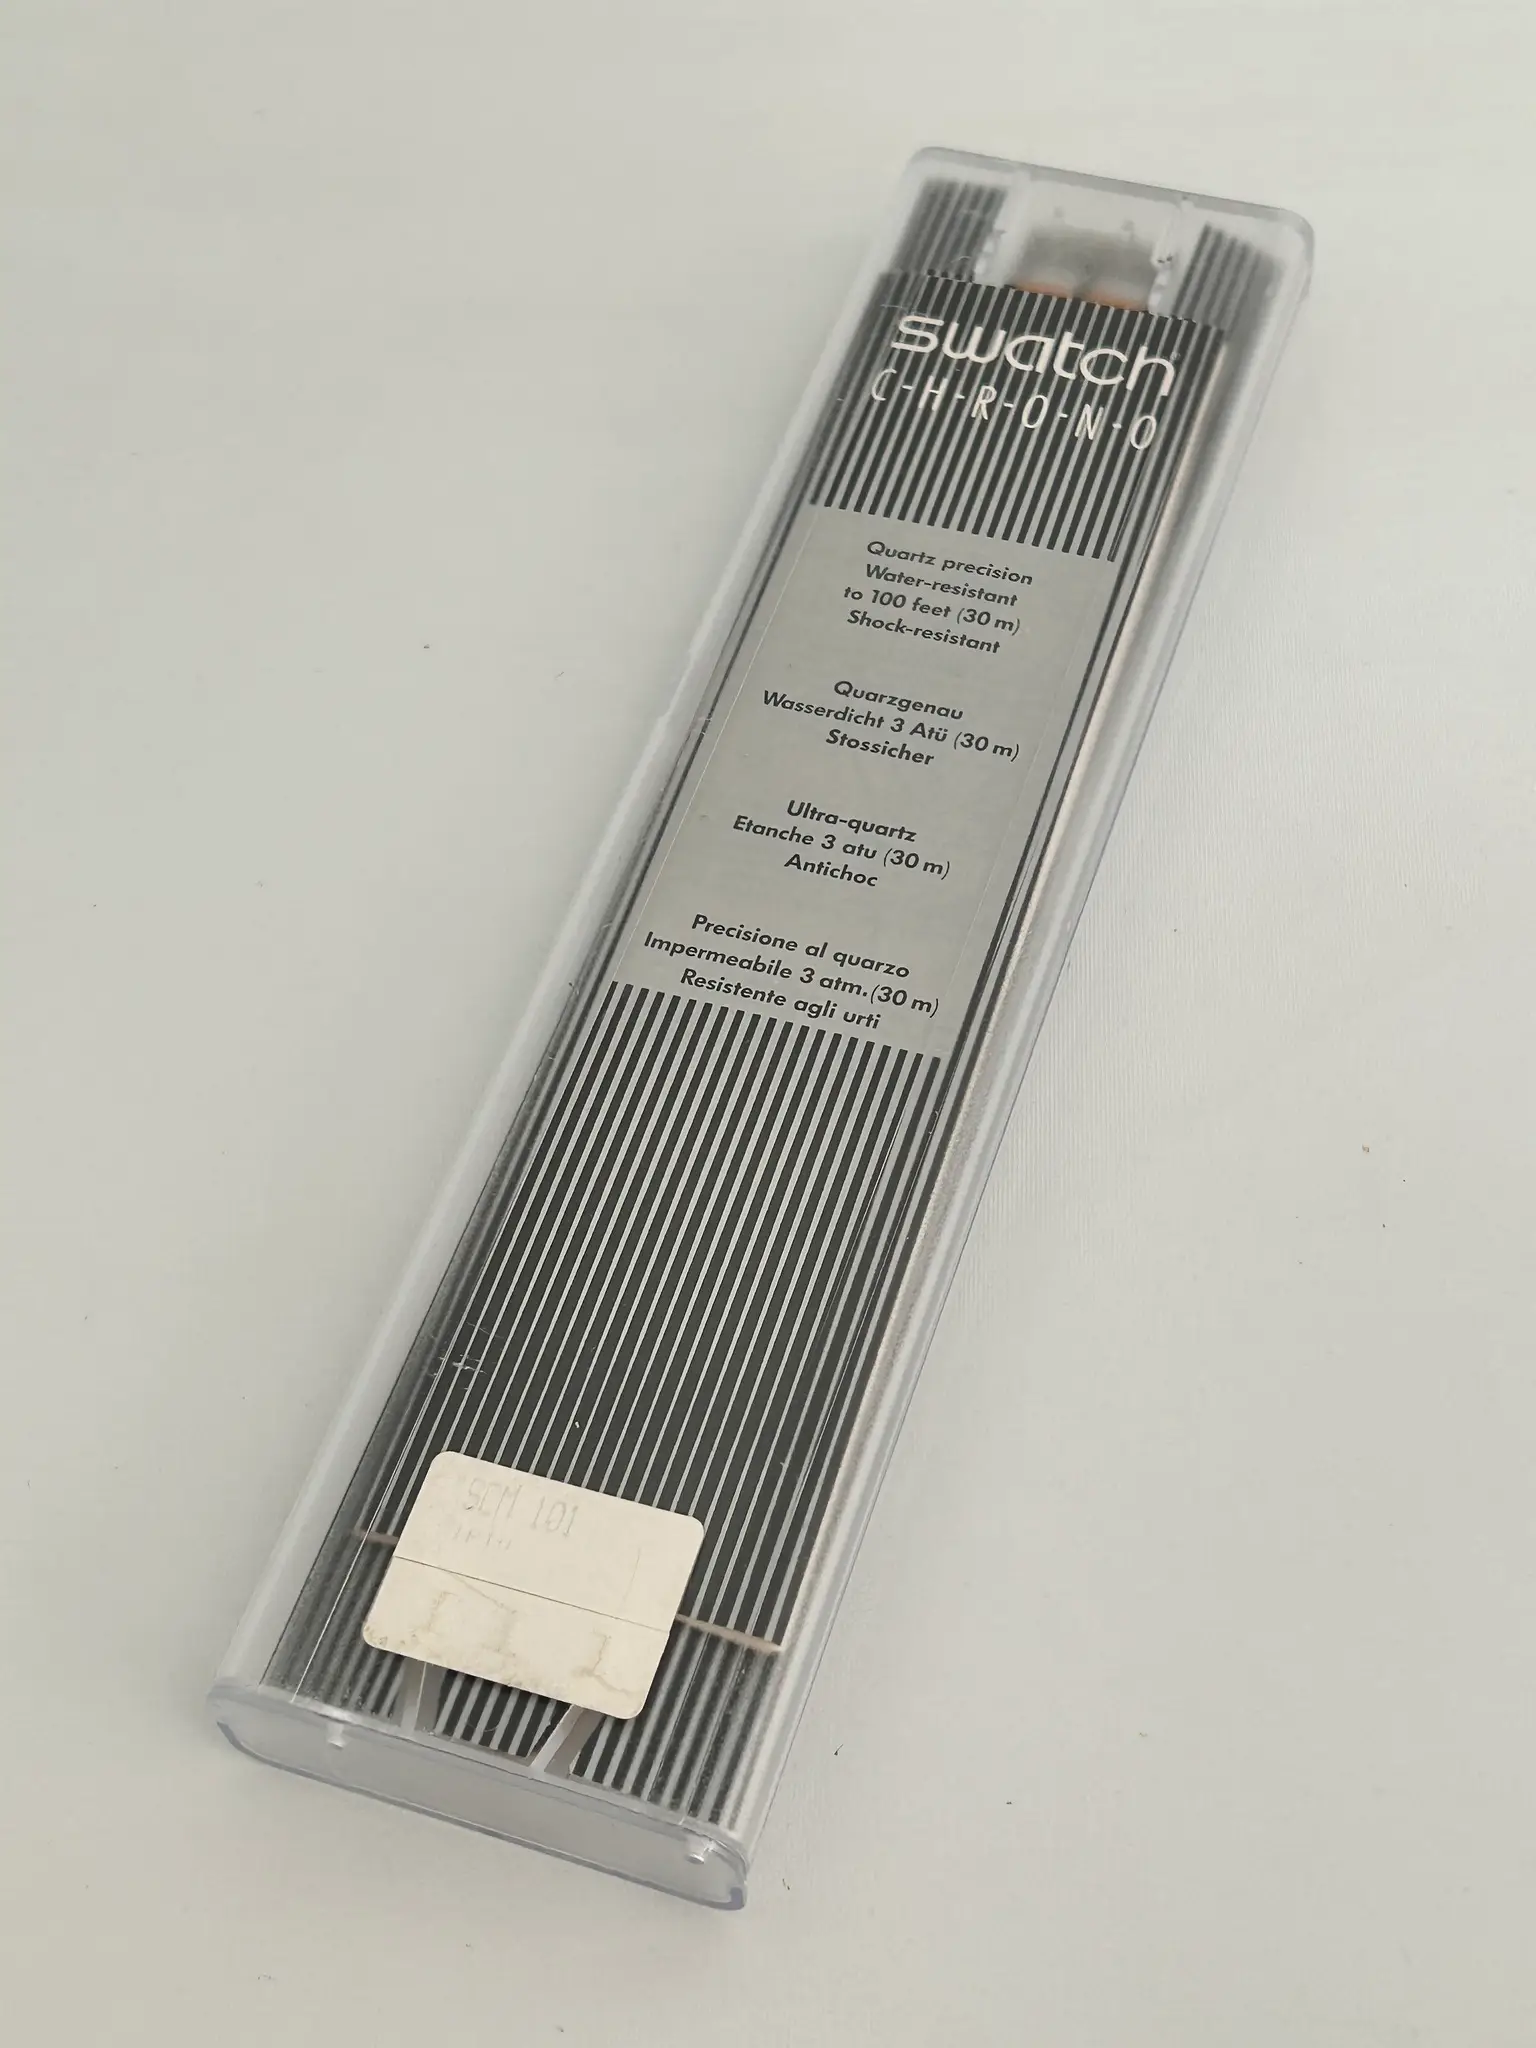 swatch
C-H-R-O-N-O
Quartz precision
Water-resistant
to 100 feet (30 m)
Shock-resistant
Quarzgenau
Wasserdicht 3 Atü (30 m)
Stossicher
Ultra-quartz
Etanche 3 atu (30 m)
Antichoc
Precisione al quarzo
Impermeabile 3 atm. (30 m)
Resistente agli urti
SCM 101